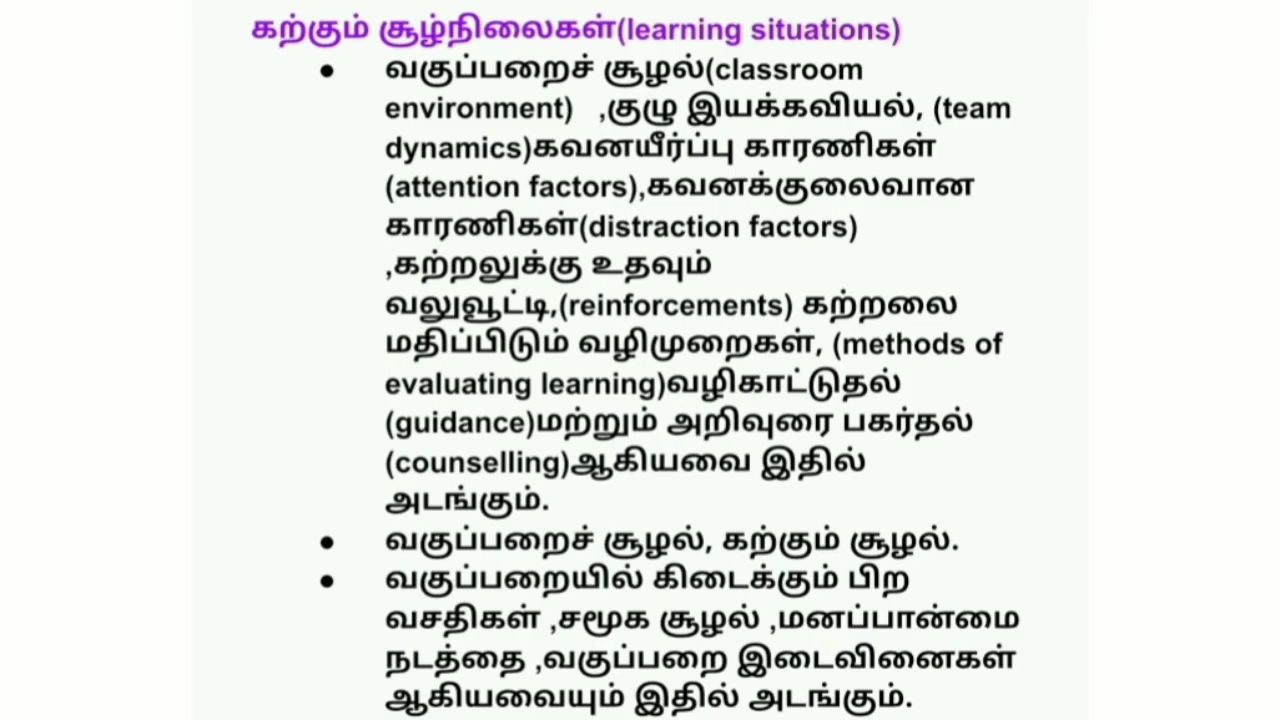 கற்கும் சூழ்நிலைகள்(learning situations)
● வகுப்பறைச் சூழல்(classroom
environment) ,குழு இயக்கவியல், (team
dynamics)கவனயீர்ப்பு காரணிகள்
(attention factors),கவனக்குலைவான
காரணிகள்(distraction factors)
,கற்றலுக்கு உதவும்
வலுவூட்டி,(reinforcements) கற்றலை
மதிப்பிடும் வழிமுறைகள், (methods of
evaluating learning)வழிகாட்டுதல்
(guidance)மற்றும் அறிவுரை பகர்தல்
(counselling)ஆகியவை இதில்
அடங்கும்.
● வகுப்பறைச் சூழல், கற்கும் சூழல்.
● வகுப்பறையில் கிடைக்கும் பிற
வசதிகள் ,சமூக சூழல் ,மனப்பான்மை
நடத்தை ,வகுப்பறை இடைவினைகள்
ஆகியவையும் இதில் அடங்கும்.